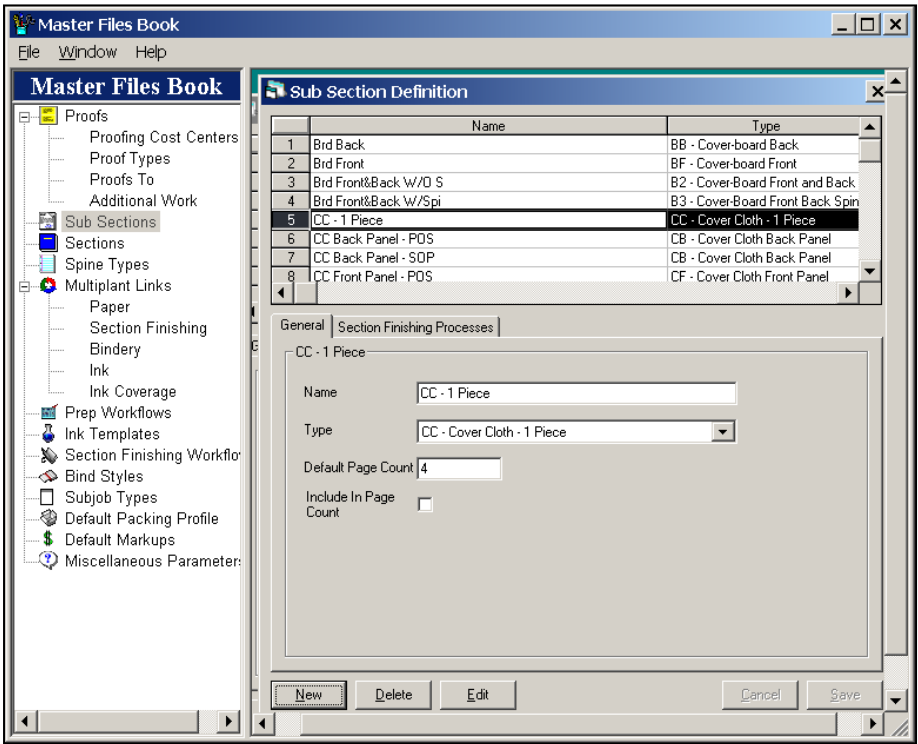 Master Files Book
File Window Help
Master Files Book
Proofs
Proofing Cost Centers
Proof Types
Proofs To
Additional Work
Sub Sections
Sections
Spine Types
Multiplant Links
Paper
Section Finishing
Bindery
Ink
Ink Coverage
Prep Workflows
Ink Templates
Section Finishing Workflo
Bind Styles
Subjob Types
Default Packing Profile
Default Markups
Miscellaneous Parameter
Sub Section Definition
Name Type
1 Brd Back BB - Cover-board Back
2 Brd Front BF - Cover-board Front
3 Brd Front&Back W/O S B2 - Cover-Board Front and Back
4 Brd Front&Back W/Spi B3 - Cover-Board Front Back Spin
5 CC - 1 Piece CC - Cover Cloth - 1 Piece
6 CC Back Panel - POS CB - Cover Cloth Back Panel
7 CC Back Panel - SOP CB - Cover Cloth Back Panel
8 CC Front Panel - POS CF - Cover Cloth Front Panel
General Section Finishing Processes
CC - 1 Piece
Name CC - 1 Piece
Type CC - Cover Cloth - 1 Piece
Default Page Count 4
Include In Page
Count
New Delete Edit Cancel Save